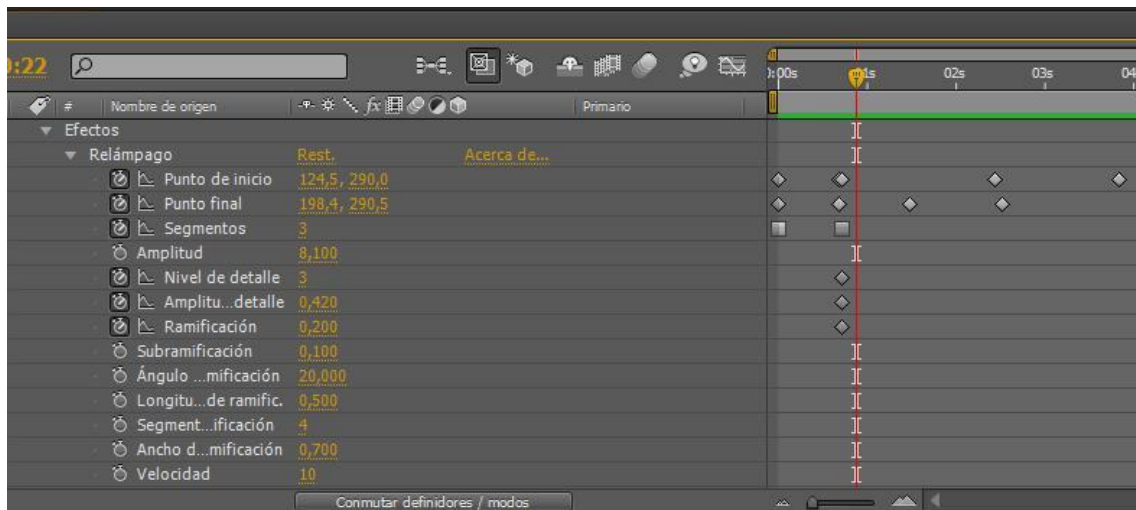 ):22
):00s 1s 02s 03s 04
# Nombre de origen fx Primario
Efectos
Relámpago Rest. Acerca de...
Punto de inicio 124,5, 290,0
Punto final 198,4, 290,5
Segmentos 3
Amplitud 8,100
Nivel de detalle 3
Amplitu...detalle 0,420
Ramificación 0,200
Subramificación 0,100
Ángulo ...mificación 20,000
Longitu...de ramific. 0,500
Segment...ificación 4
Ancho d...mificación 0,700
Velocidad 10
Conmutar definidores / modos